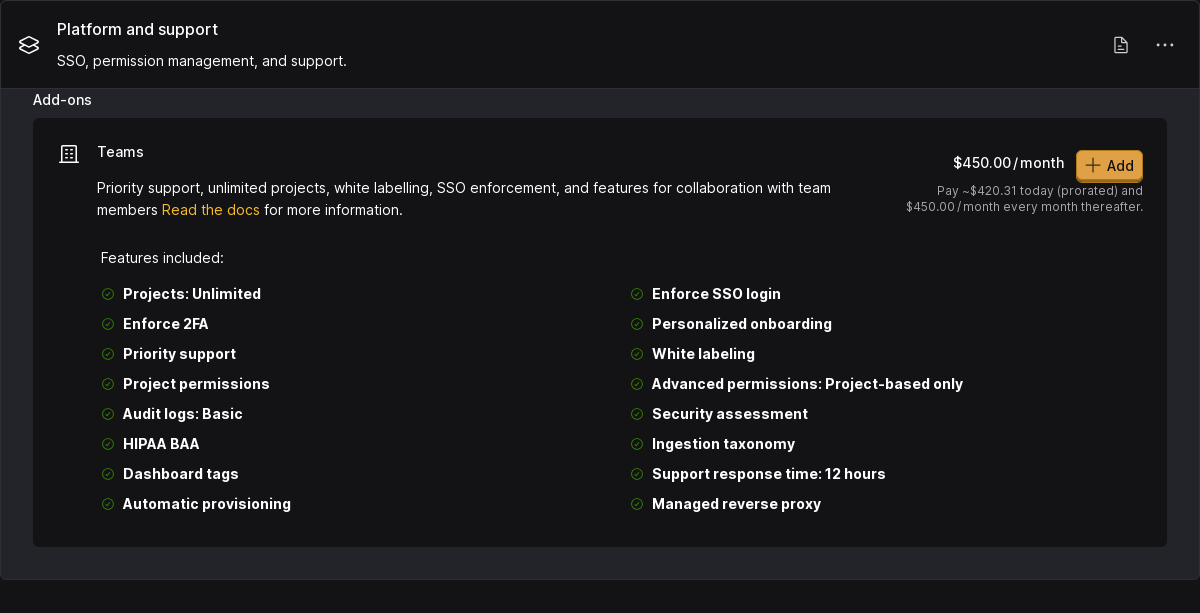 Platform and support
SSO, permission management, and support.
Add-ons
Teams
$450.00/month
Add
Priority support, unlimited projects, white labelling, SSO enforcement, and features for collaboration with team
members Read the docs for more information.
Pay ~$420.31 today (prorated) and
$450.00/month every month thereafter.
Features included:
Projects: Unlimited
Enforce SSO login
Enforce 2FA
Personalized onboarding
Priority support
White labeling
Project permissions
Advanced permissions: Project-based only
Audit logs: Basic
Security assessment
HIPAA BAA
Ingestion taxonomy
Dashboard tags
Support response time: 12 hours
Automatic provisioning
Managed reverse proxy